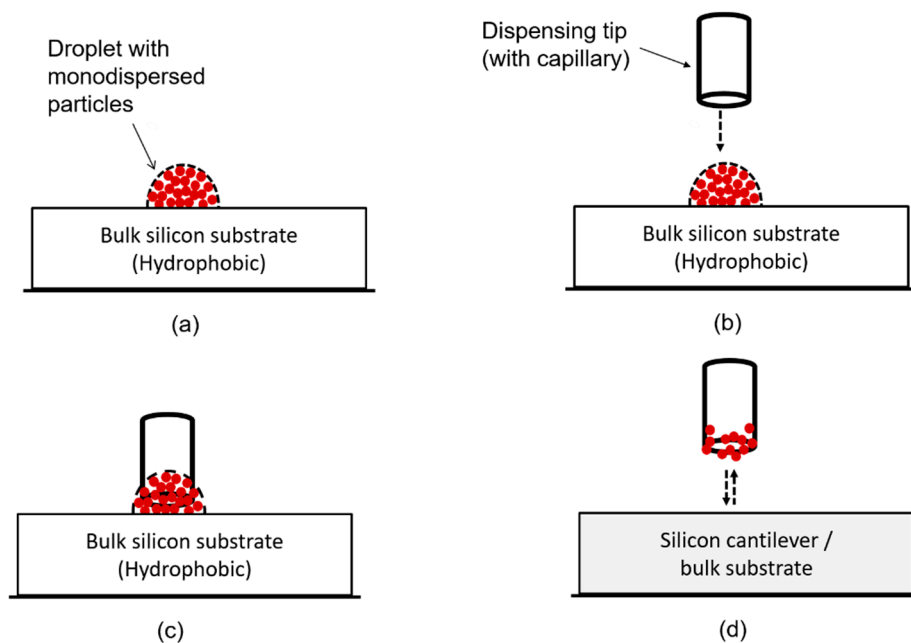 Droplet with
monodispersed
particles
Bulk silicon substrate
(Hydrophobic)
(a)
Dispensing tip
(with capillary)
Bulk silicon substrate
(Hydrophobic)
(b)
Bulk silicon substrate
(Hydrophobic)
(c)
Silicon cantilever /
bulk substrate
(d)